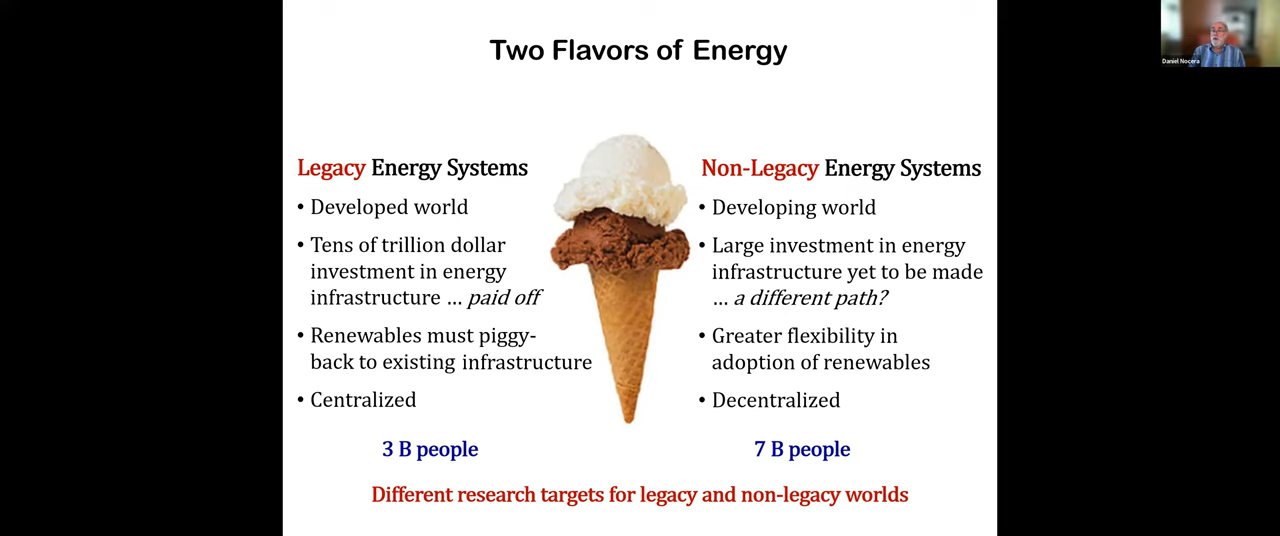 Two Flavors of Energy
Daniel Nocera
Legacy Energy Systems
• Developed world
• Tens of trillion dollar
investment in energy
infrastructure ... paid off
• Renewables must piggy-
back to existing infrastructure
• Centralized
3 B people
Non-Legacy Energy Systems
• Developing world
• Large investment in energy
infrastructure yet to be made
... a different path?
• Greater flexibility in
adoption of renewables
• Decentralized
7 B people
Different research targets for legacy and non-legacy worlds